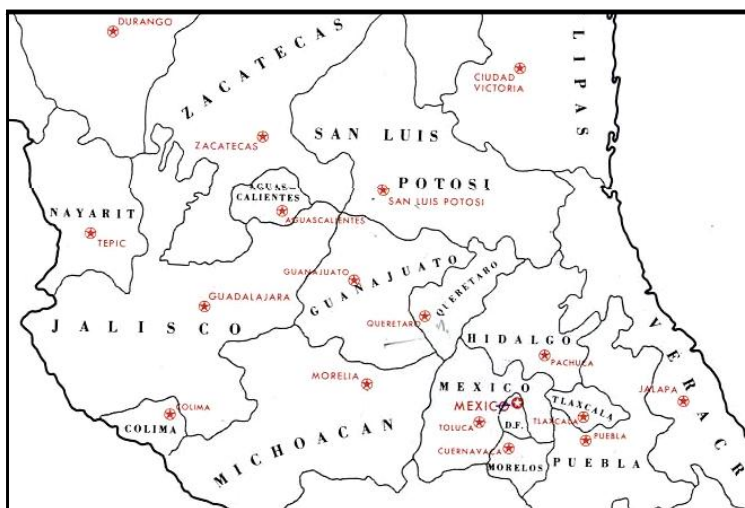 DURANGO
ZACATECAS
LIPAS
CIUDAD
VICTORIA
ZACATECAS
SAN LUIS
POTOSI
SAN LUIS POTOSI
AGUAS-
CALIENTES
AGUASCALIENTES
NAYARIT
TEPIC
GUANAJUATO
GUANAJUATO
QUERETARO
QUERETARO
GUADALAJARA
JALISCO
HIDALGO
PACHUCA
VERACR
MORELIA
MEXICO
MEXICO
TLAXCALA
JALAPA
COLIMA
COLIMA
TOLUCA
D.F.
TLAXCALA
PUEBLA
MICHOACAN
CUERNAVACA
MORELOS
PUEBLA